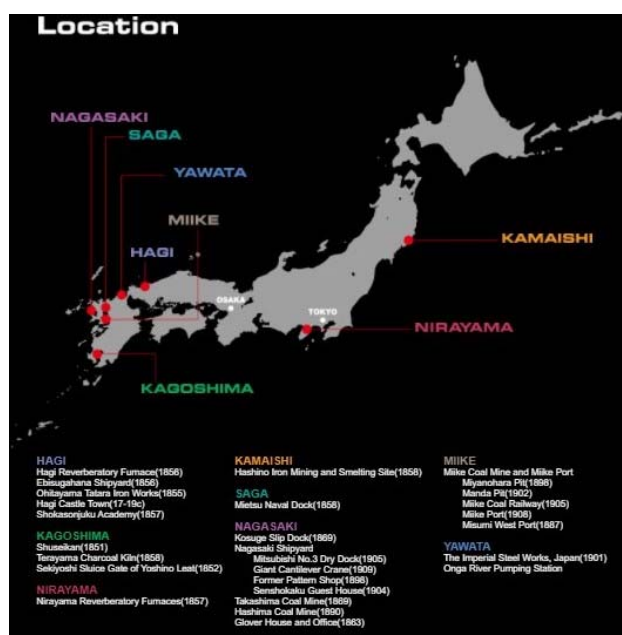 Location
NAGASAKI
SAGA
YAWATA
MIIKE
HAGI
KAMAISHI
OSAKA
TOKYO
NIRAYAMA
KAGOSHIMA
HAGI
Hagi Reverberatory Furnace(1856)
Ebisugahana Shipyard(1856)
Ohitayama Tatara Iron Works(1855)
Hagi Castle Town(17-19c)
Shokasonjuku Academy(1857)
KAGOSHIMA
Shuseikan(1851)
Terayama Charcoal Kiln(1858)
Sekiyoshi Sluice Gate of Yoshino Leat(1852)
NIRAYAMA
Nirayama Reverberatory Furnaces(1857)
KAMAISHI
Hashino Iron Mining and Smelting Site(1858)
SAGA
Mietsu Naval Dock(1858)
NAGASAKI
Kosuge Slip Dock(1869)
Nagasaki Shipyard
Mitsubishi No.3 Dry Dock(1905)
Giant Cantilever Crane(1909)
Former Pattern Shop(1898)
Senshokaku Guest House(1904)
Takashima Coal Mine(1869)
Hashima Coal Mine(1890)
Glover House and Office(1863)
MIIKE
Miike Coal Mine and Miike Port
Miyanohara Pit(1898)
Manda Pit(1902)
Miike Coal Railway(1905)
Miike Port(1908)
Misumi West Port(1887)
YAWATA
The Imperial Steel Works, Japan(1901)
Onga River Pumping Station